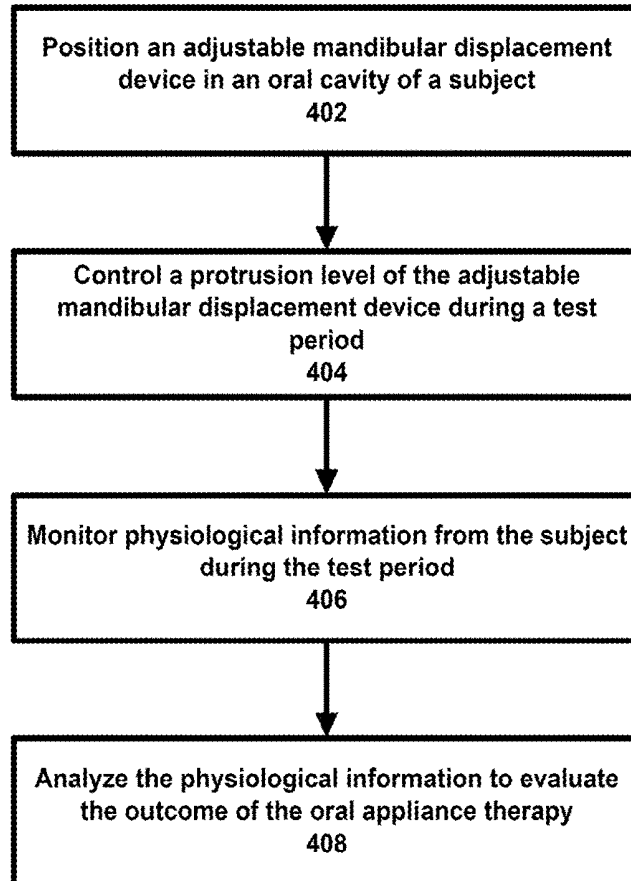 Position an adjustable mandibular displacement
device in an oral cavity of a subject
402
Control a protrusion level of the adjustable
mandibular displacement device during a test
period
404
Monitor physiological information from the subject
during the test period
406
Analyze the physiological information to evaluate
the outcome of the oral appliance therapy
408